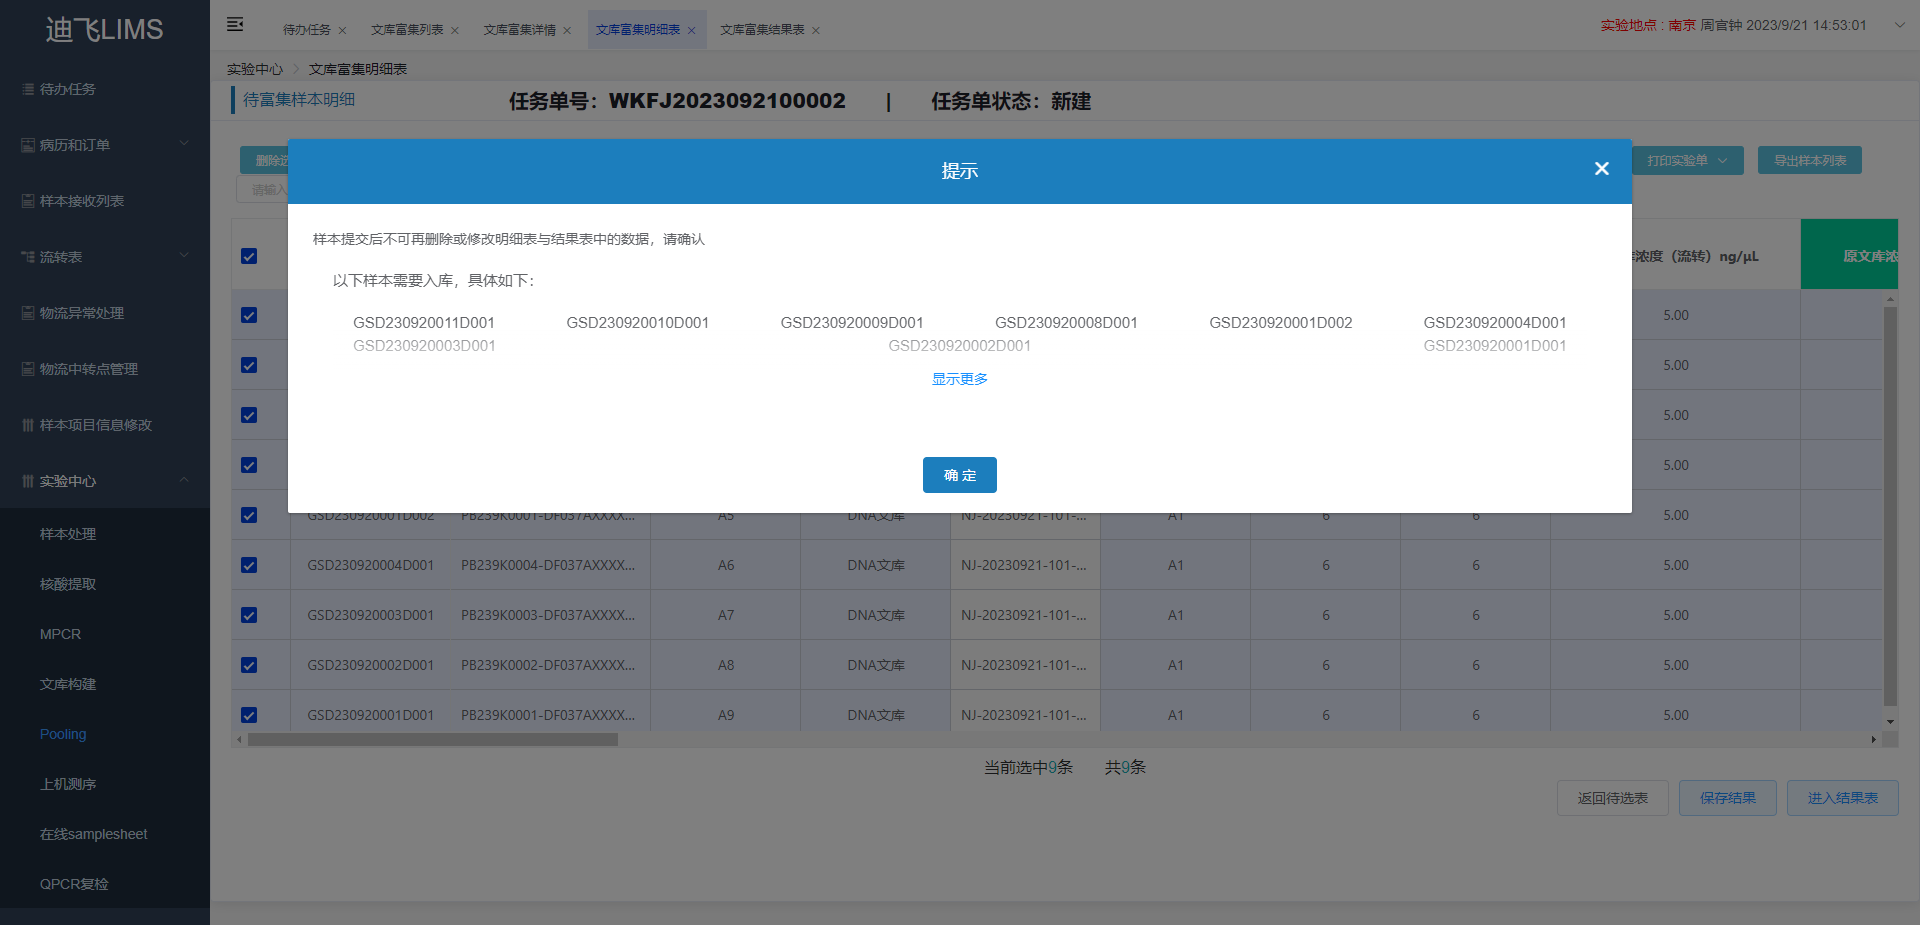 迪飞LIMS
待办任务
文库富集列表
文库富集详情
文库富集明细表
文库富集结果表
实验地点：南京 周官钟 2023/9/21 14:53:01
实验中心
文库富集明细表
待富集样本明细
任务单号：WKFJ2023092100002 | 任务单状态：新建
待办任务
病历和订单
样本接收列表
流转表
物流异常处理
物流中转点管理
样本项目信息修改
实验中心
样本处理
核酸提取
MPCR
文库构建
Pooling
上机测序
在线samplesheet
QPCR复检
删除
打印实验单
导出样本列表
请输入
浓度（流转）ng/μL
原文库浓
提示
样本提交后不可再删除或修改明细表与结果表中的数据，请确认
以下样本需要入库，具体如下：
GSD230920011D001 GSD230920010D001 GSD230920009D001 GSD230920008D001 GSD230920001D002 GSD230920004D001
GSD230920003D001 GSD230920002D001 GSD230920001D001
显示更多
确 定
5.00
5.00
5.00
5.00
GSD230920001D002 PB239K0001-DF037AXXXX... A5 DNA文库 NJ-20230921-101-... A1 6 6 5.00
GSD230920004D001 PB239K0004-DF037AXXXX... A6 DNA文库 NJ-20230921-101-... A1 6 6 5.00
GSD230920003D001 PB239K0003-DF037AXXXX... A7 DNA文库 NJ-20230921-101-... A1 6 6 5.00
GSD230920002D001 PB239K0002-DF037AXXXX... A8 DNA文库 NJ-20230921-101-... A1 6 6 5.00
GSD230920001D001 PB239K0001-DF037AXXXX... A9 DNA文库 NJ-20230921-101-... A1 6 6 5.00
当前选中9条 共9条
返回待选表
保存结果
进入结果表